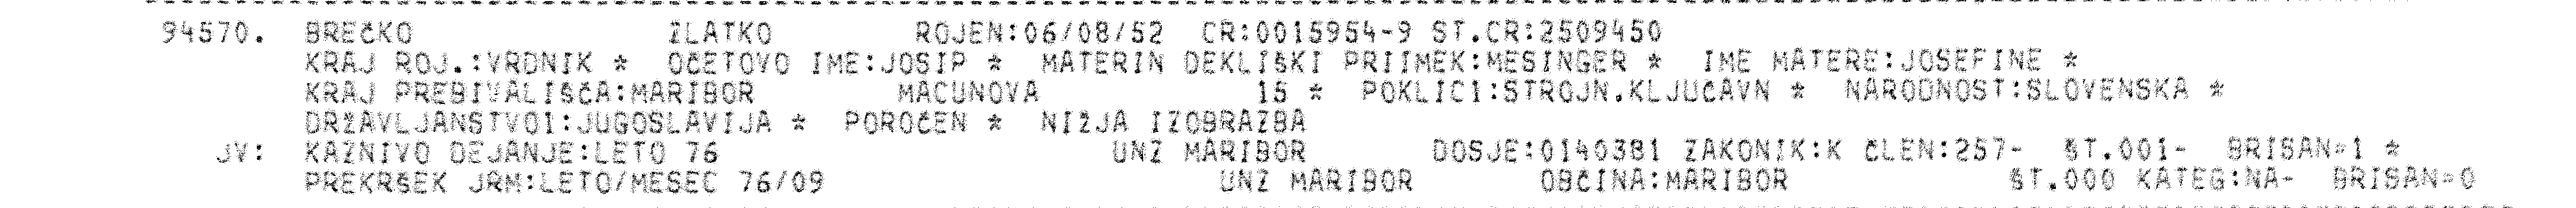 94570. BREČKO ZLATKO ROJEN:06/08/52 CR:0015954-9 ST.CR:2509450
KRAJ ROJ.:VRDNIK * OČETOVO IME:JOSIP * MATERIN DEKLIŠKI PRIIMEK:MESINGER * IME MATERE:JOSEFINE *
KRAJ PREBIVALIŠČA:MARIBOR MACUNOVA 15 * POKLIC1:STROJN.KLJUČAVN * NARODNOST:SLOVENSKA *
DRŽAVLJANSTVO1:JUGOSLAVIJA * POROČEN * NIŽJA IZOBRAZBA
JV: KAZNIVO DEJANJE:LETO 76 UNZ MARIBOR DOSJE:0140381 ZAKONIK:K ČLEN:257- ŠT.001- BRISAN=1 *
PREKRŠEK JRM:LETO/MESEC 76/09 UNZ MARIBOR OBČINA:MARIBOR ŠT.000 KATEG:NA- BRISAN=0